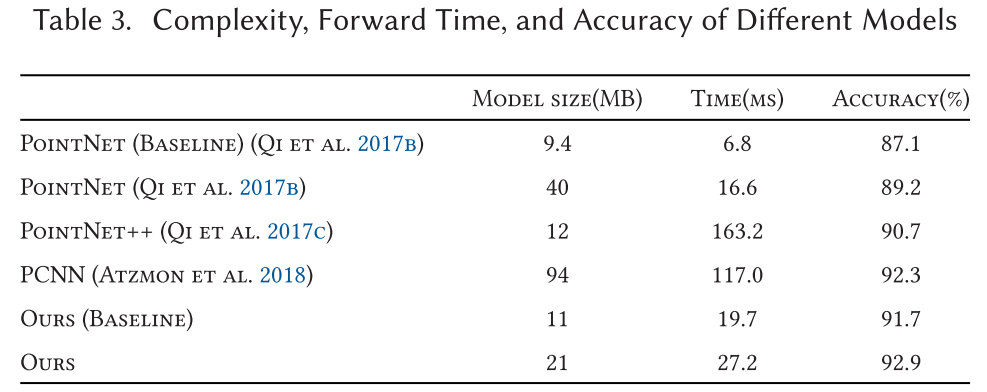 Table 3. Complexity, Forward Time, and Accuracy of Different Models
Model size(MB) Time(ms) Accuracy(%)
PointNet (Baseline) (Qi et al. 2017b) 9.4 6.8 87.1
PointNet (Qi et al. 2017b) 40 16.6 89.2
PointNet++ (Qi et al. 2017c) 12 163.2 90.7
PCNN (Atzmon et al. 2018) 94 117.0 92.3
Ours (Baseline) 11 19.7 91.7
Ours 21 27.2 92.9